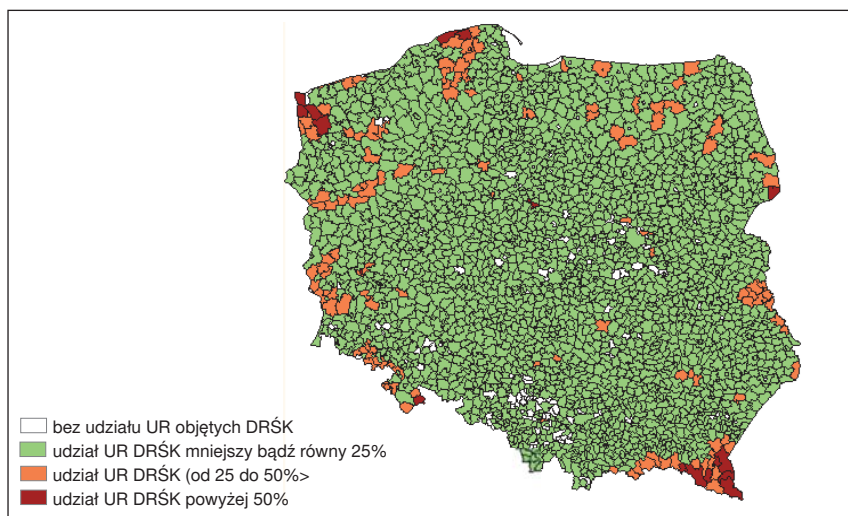 bez udziału UR objętych DRŚK
udział UR DRŚK mniejszy bądź równy 25%
udział UR DRŚK (od 25 do 50%>
udział UR DRŚK powyżej 50%